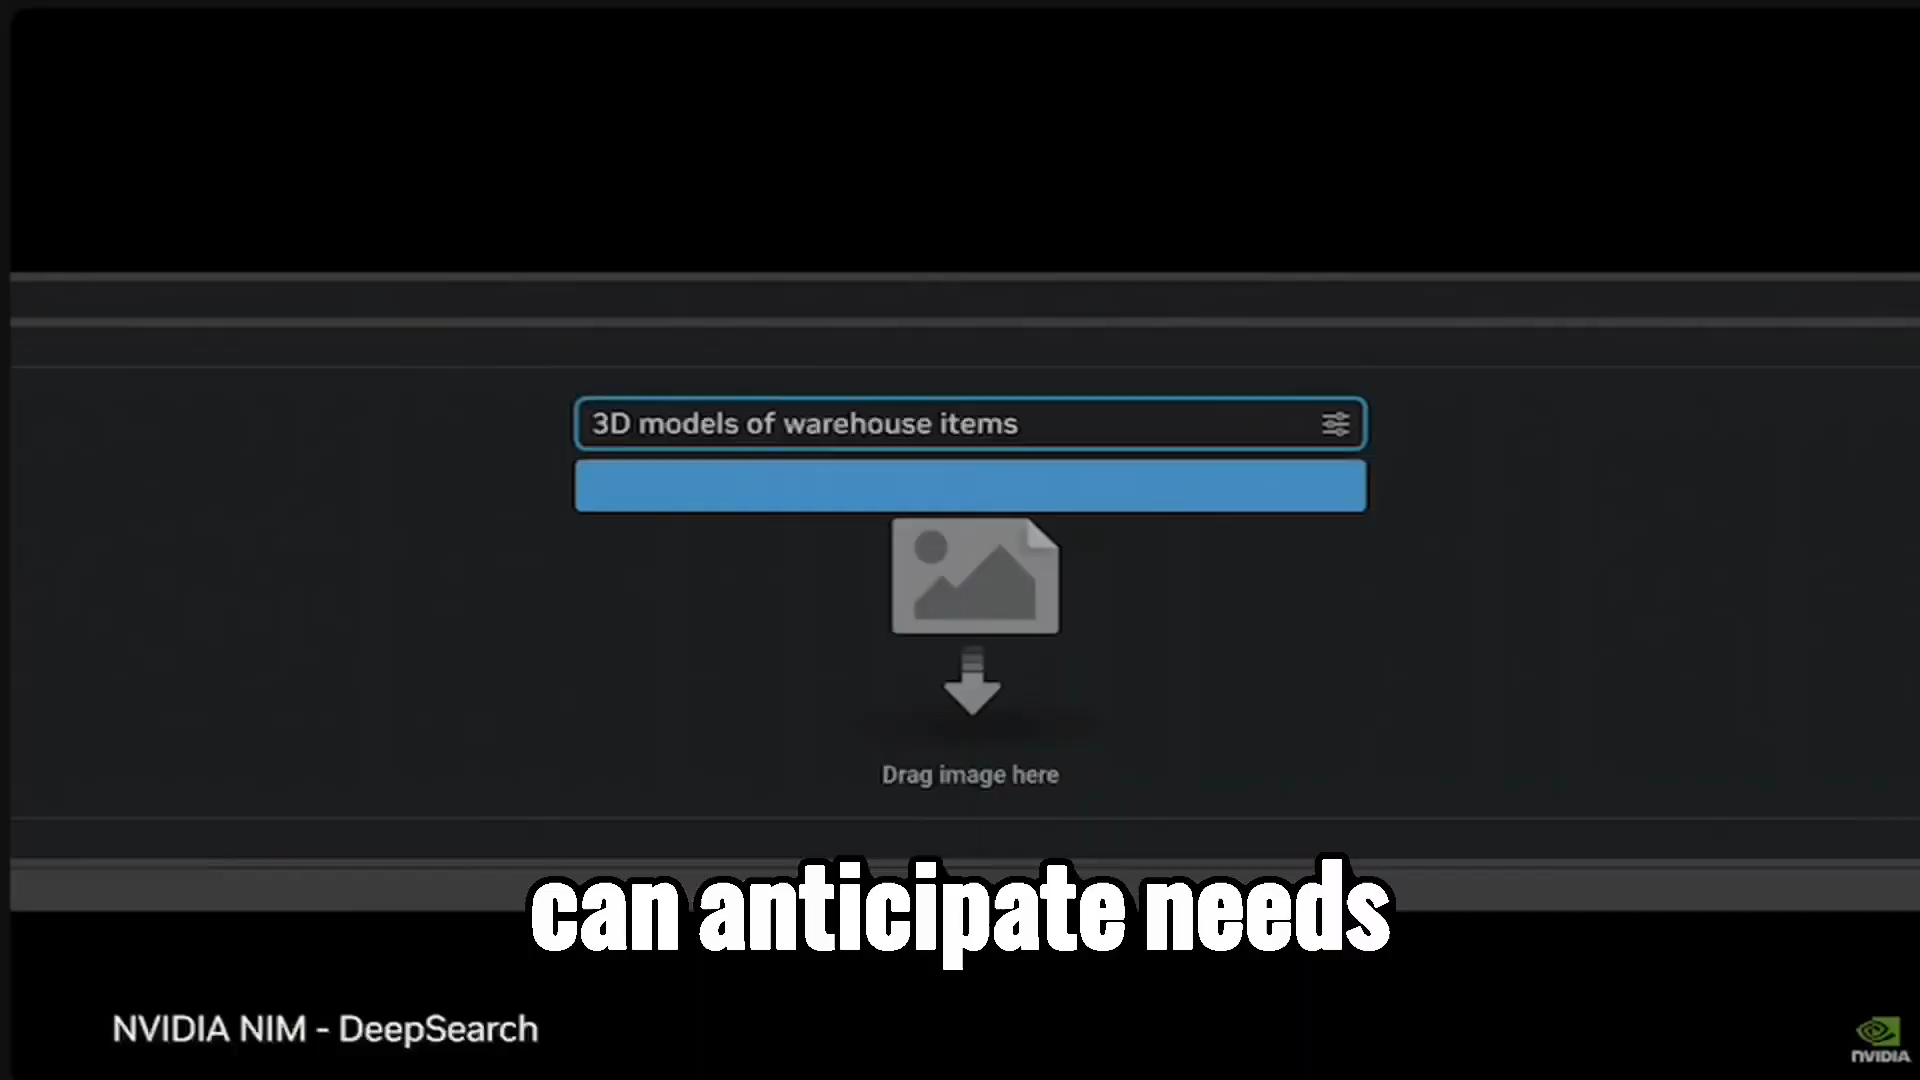 3D models of warehouse items
Drag image here
can anticipate needs
NVIDIA NIM - DeepSearch
NVIDIA